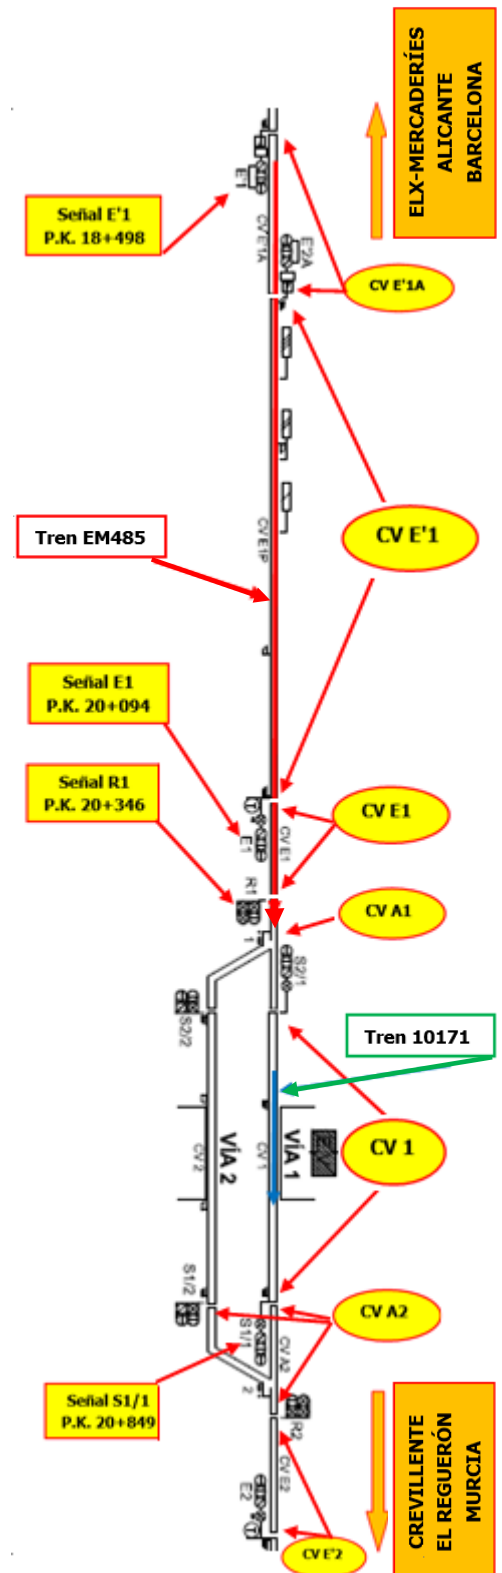 ELX-MERCADERÍES
ALICANTE
BARCELONA
E'1
Señal E'1
P.K. 18+498
CV E'1A
E'2A
CV E'1A
CV E'1
Tren EM485
CV E1P
Señal E1
P.K. 20+094
Señal R1
P.K. 20+346
CV E1
E1
CV E1
R1
CV A1
1
S2/1
S2/2
Tren 10171
VÍA 2
CV 2
CV 1
VÍA 1
CV 1
S1/2
S1/1
CV A2
CV A2
Señal S1/1
P.K. 20+849
2
R2
CV E2
E2
CV E'2
CREVILLENTE
EL REGUERÓN
MURCIA